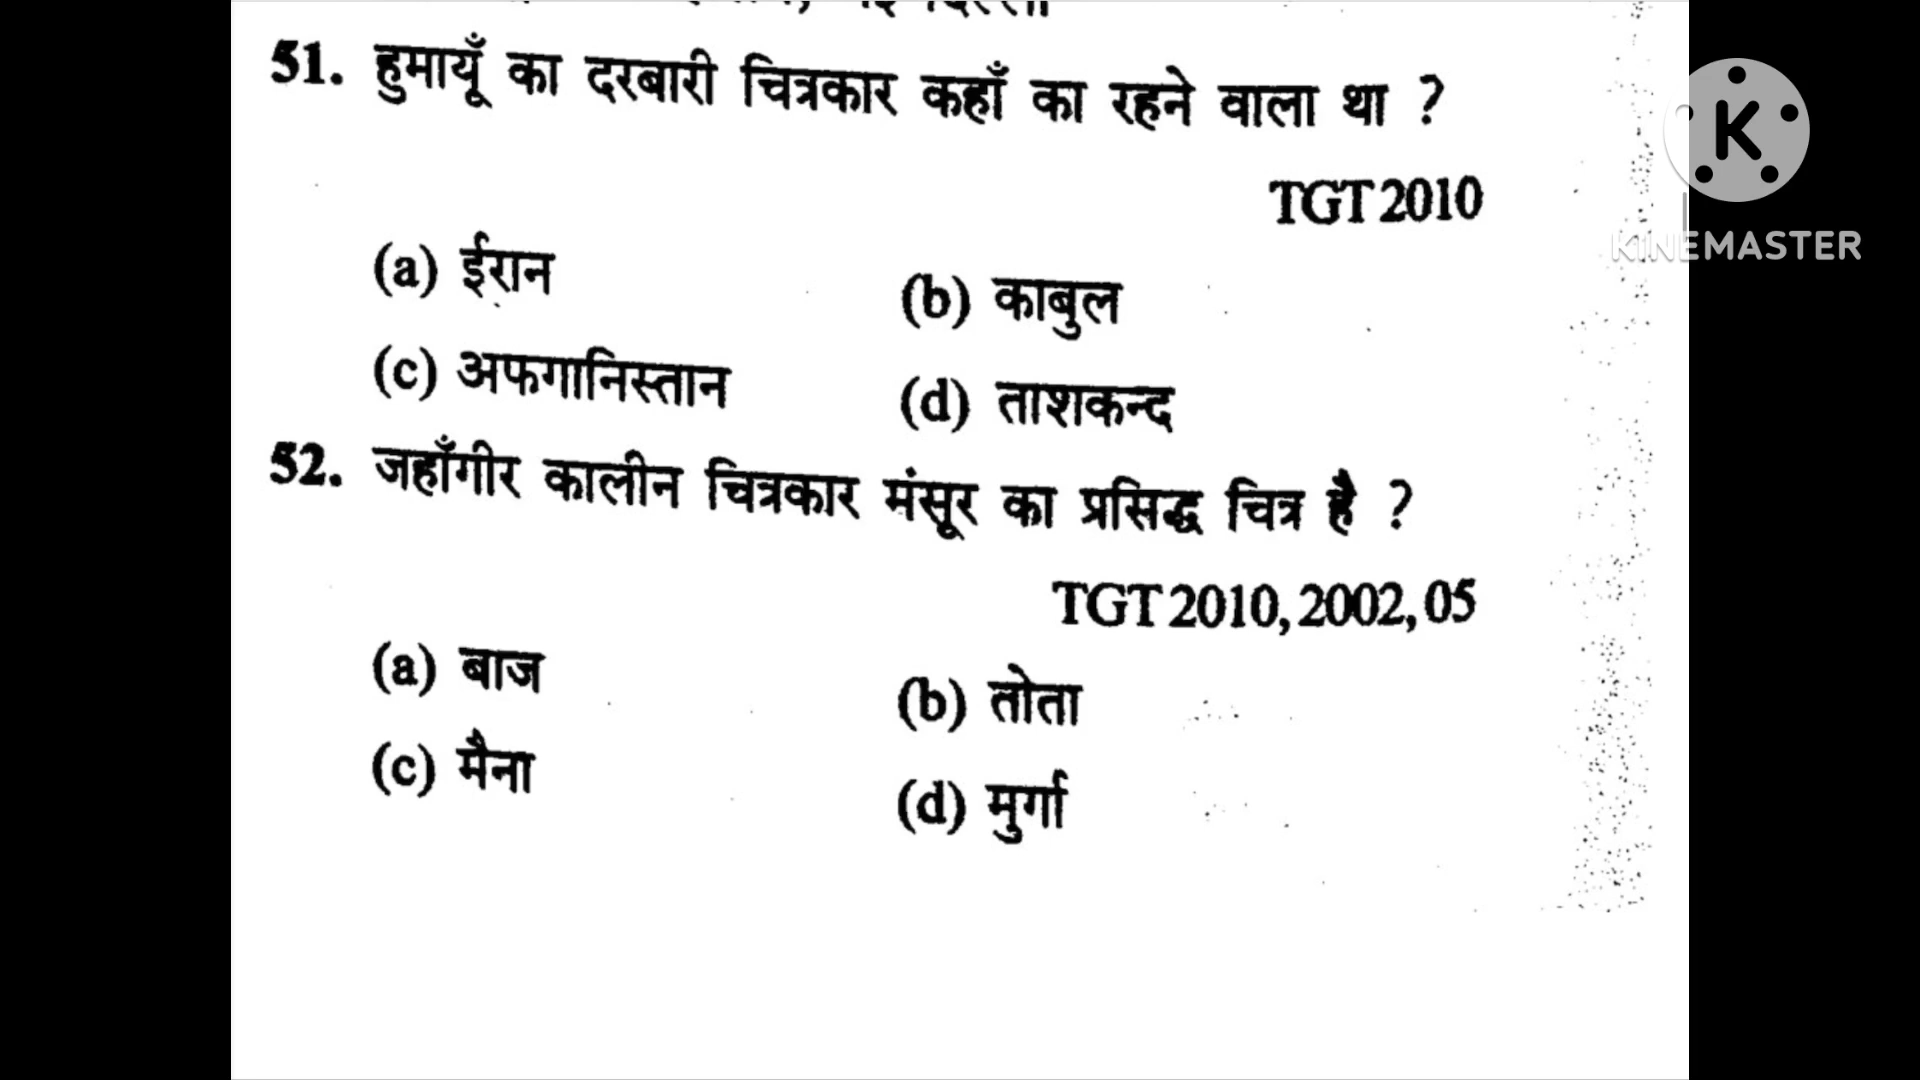 51. हुमायूँ का दरबारी चित्रकार कहाँ का रहने वाला था ?
TGT 2010
(a) ईरान (b) काबुल
(c) अफगानिस्तान (d) ताशकन्द
52. जहाँगीर कालीन चित्रकार मंसूर का प्रसिद्ध चित्र है ?
TGT 2010, 2002, 05
(a) बाज (b) तोता
(c) मैना (d) मुर्गा
K
KINEMASTER